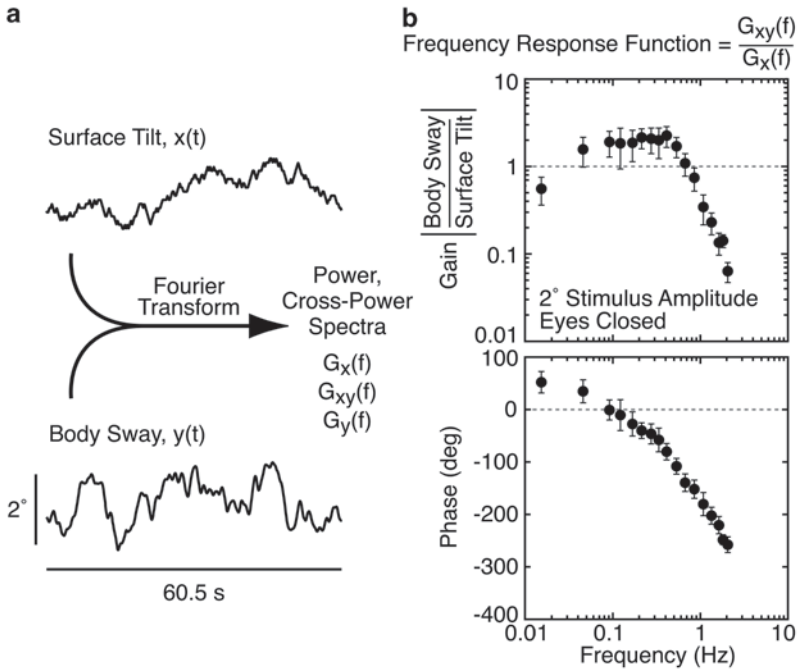 a
Surface Tilt, x(t)
Fourier
Transform
Power,
Cross-Power
Spectra
Gx(f)
Gxy(f)
Gy(f)
Body Sway, y(t)
2°
60.5 s
b
Frequency Response Function = Gxy(f)
Gx(f)
Gain | Body Sway
Surface Tilt |
10
1
0.1
0.01
2° Stimulus Amplitude
Eyes Closed
Phase (deg)
100
0
-100
-200
-300
-400
0.01 0.1 1 10
Frequency (Hz)